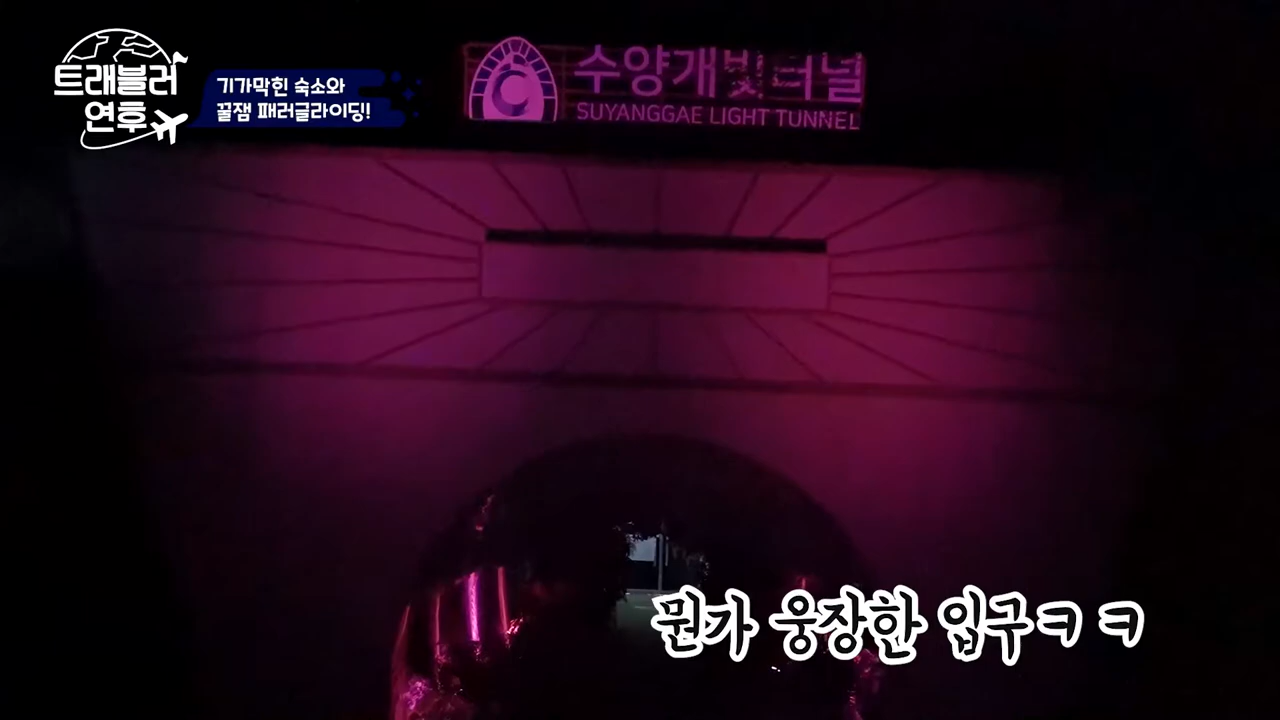 트래블러
연후
기가막힌 숙소와
꿀잼 패러글라이딩!
수양개빛터널
SUYANGGAE LIGHT TUNNEL
뭔가 웅장한 입구ㅋㅋ